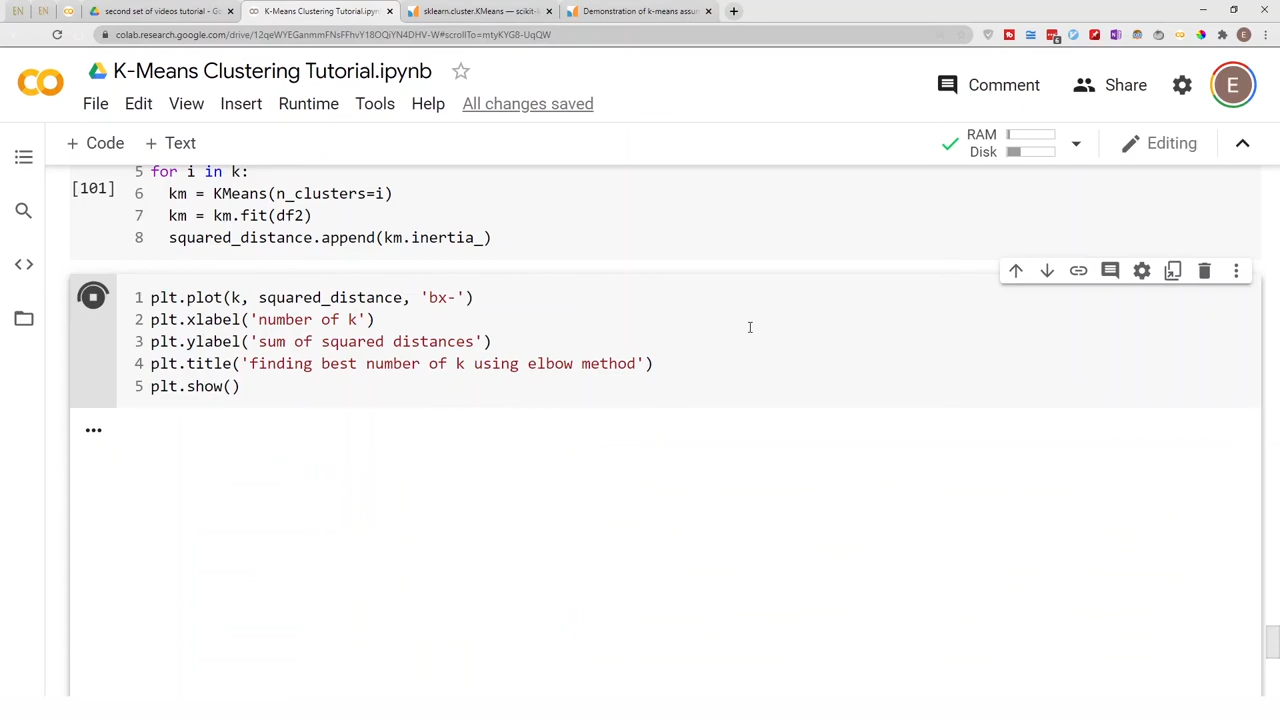 EN
EN
second set of videos tutorial - Go
K-Means Clustering Tutorial.ipynb
sklearn.cluster.KMeans — scikit-l
Demonstration of k-means assu
colab.research.google.com/drive/12qeWYEGanmmFNsFFhvY18OQiYN4DHV-W#scrollTo=mtyKYG8-UqQW
6
E
CO
K-Means Clustering Tutorial.ipynb
Comment
Share
E
File Edit View Insert Runtime Tools Help All changes saved
+ Code + Text
RAM
Disk
Editing
5 for i in k:
[101]
6 km = KMeans(n_clusters=i)
7 km = km.fit(df2)
8 squared_distance.append(km.inertia_)
1 plt.plot(k, squared_distance, 'bx-')
2 plt.xlabel('number of k')
3 plt.ylabel('sum of squared distances')
4 plt.title('finding best number of k using elbow method')
5 plt.show()
...